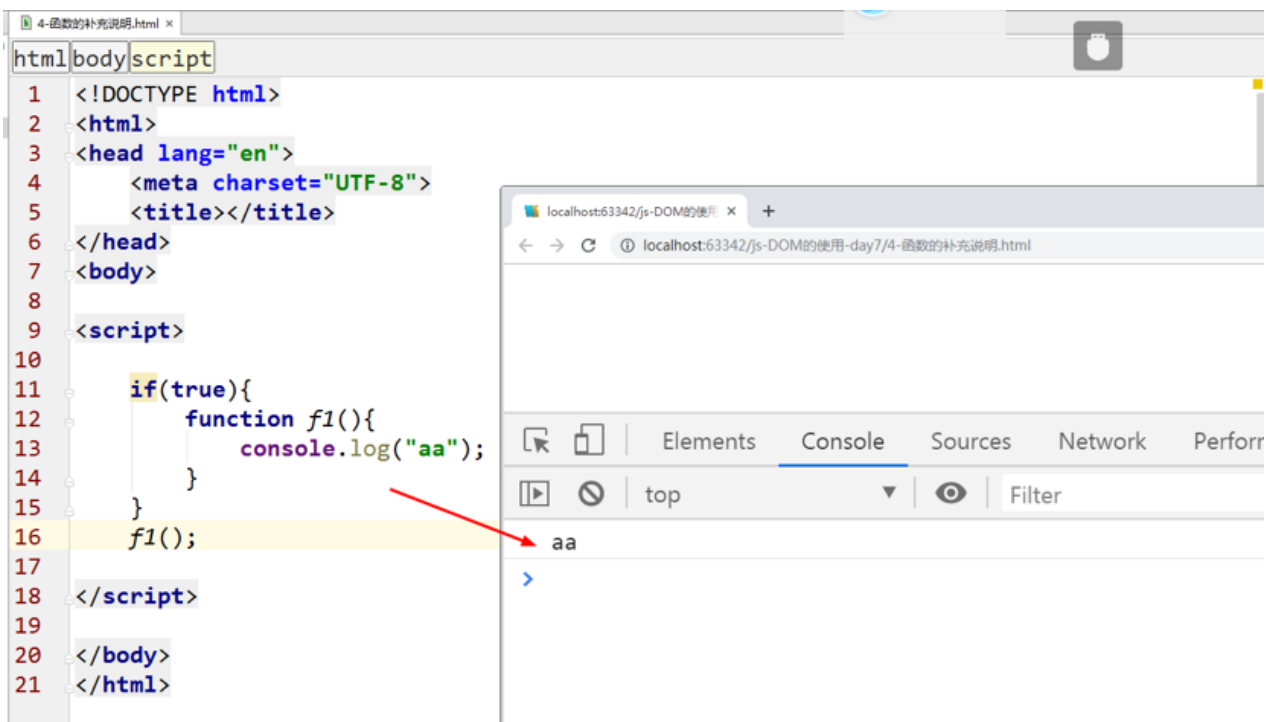 4-函数的补充说明.html ×
html body script
1 <!DOCTYPE html>
2 <html>
3 <head lang="en">
4 <meta charset="UTF-8">
5 <title></title>
6 </head>
7 <body>
8
9 <script>
10
11 if(true){
12 function f1(){
13 console.log("aa");
14 }
15 }
16 f1();
17
18 </script>
19
20 </body>
21 </html>
localhost:63342/js-DOM的使用 × +
localhost:63342/js-DOM的使用-day7/4-函数的补充说明.html
Elements Console Sources Network Perfor
top Filter
aa